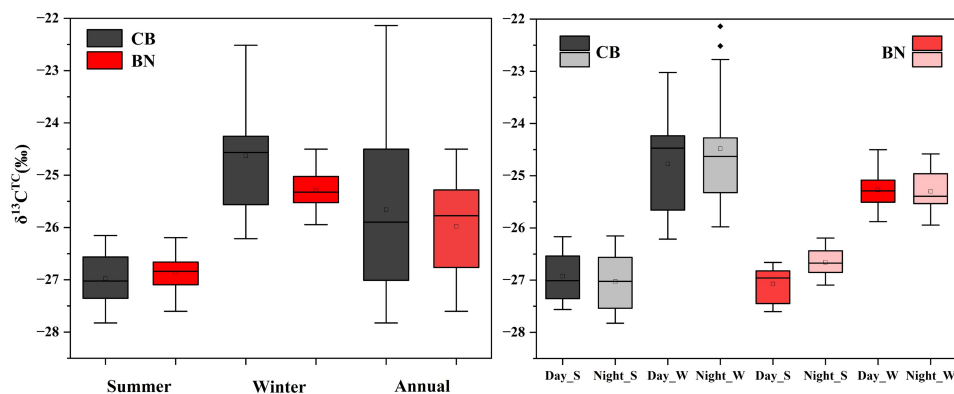 −22
−23
−24
−25
−26
−27
−28
δ13CTC(‰)
CB
BN
Summer Winter Annual
−22
−23
−24
−25
−26
−27
−28
CB
BN
Day_S Night_S Day_W Night_W Day_S Night_S Day_W Night_W